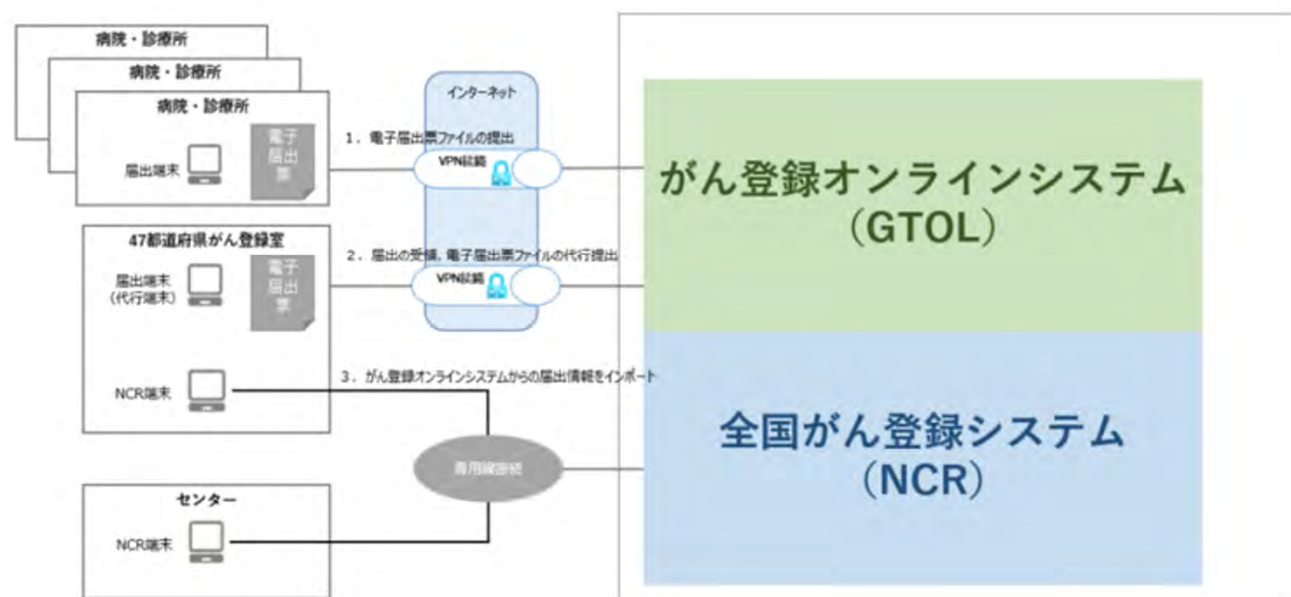 病院・診療所
病院・診療所
病院・診療所
電子
届出
票
届出端末
インターネット
1．電子届出票ファイルの提出
VPN接続
がん登録オンラインシステム
（GTOL）
47都道府県がん登録室
電子
届出
票
届出端末
（代行端末）
2．届出の受領、電子届出票ファイルの代行提出
VPN接続
3．がん登録オンラインシステムからの届出情報をインポート
NCR端末
全国がん登録システム
（NCR）
専用線接続
センター
NCR端末